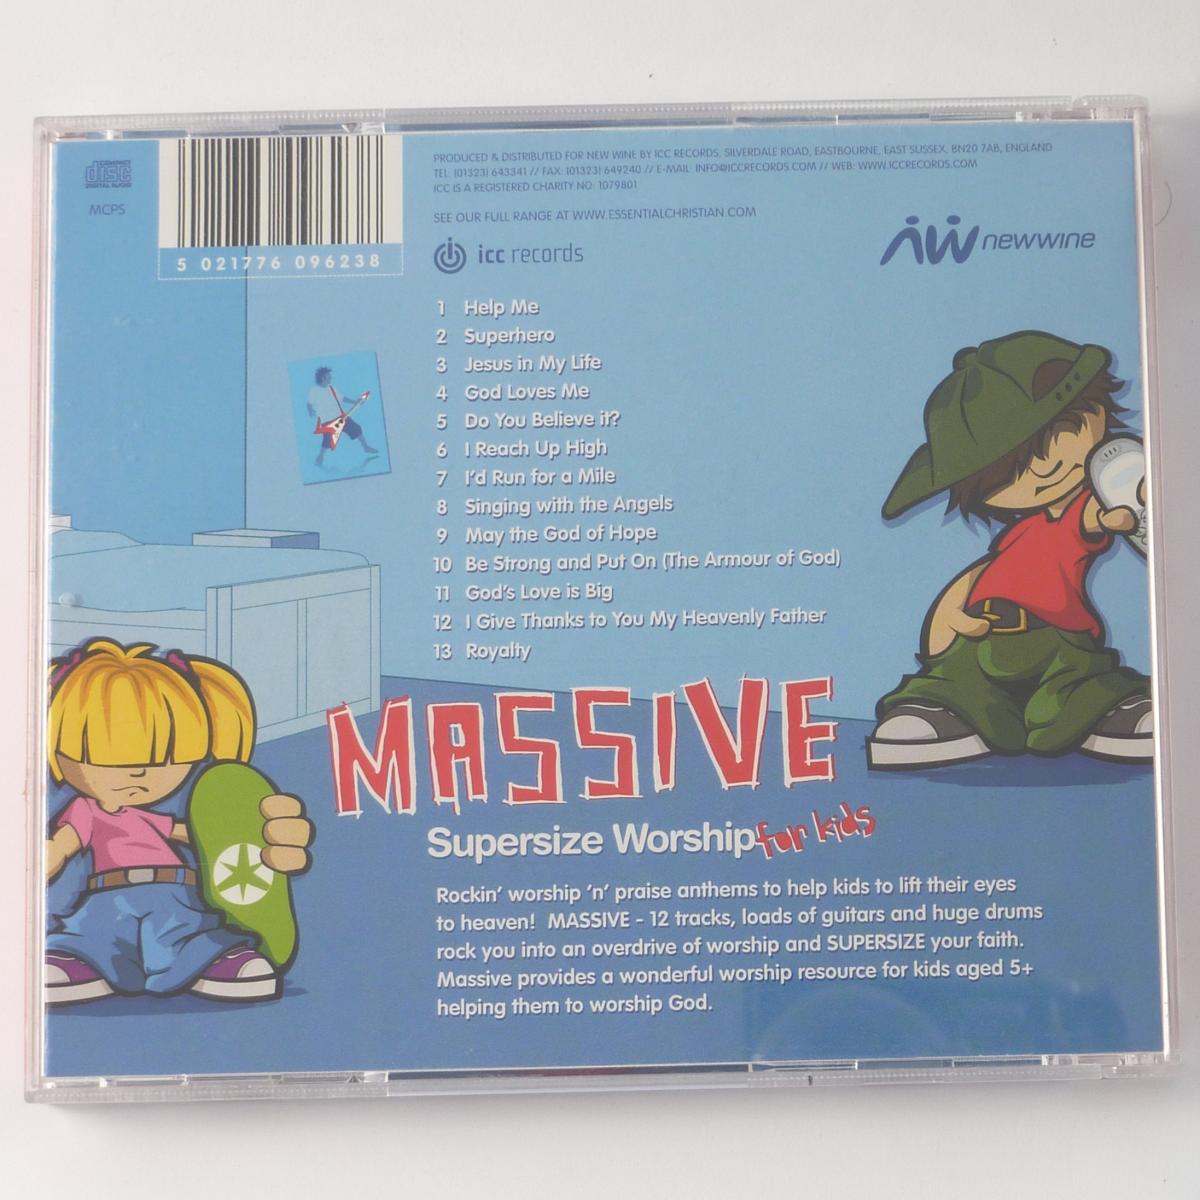 COMPACT
disc
DIGITAL AUDIO
MCPS
5 021776 096238
PRODUCED & DISTRIBUTED FOR NEW WINE BY ICC RECORDS, SILVERDALE ROAD, EASTBOURNE, EAST SUSSEX, BN20 7AB, ENGLAND
TEL: (01323) 643341 // FAX: (01323) 649240 // E-MAIL: INFO@ICCRECORDS.COM // WEB: WWW.ICCRECORDS.COM
ICC IS A REGISTERED CHARITY NO: 1079801
SEE OUR FULL RANGE AT WWW.ESSENTIALCHRISTIAN.COM
icc records
newwine
1 Help Me
2 Superhero
3 Jesus in My Life
4 God Loves Me
5 Do You Believe it?
6 I Reach Up High
7 I'd Run for a Mile
8 Singing with the Angels
9 May the God of Hope
10 Be Strong and Put On (The Armour of God)
11 God's Love is Big
12 I Give Thanks to You My Heavenly Father
13 Royalty
MASSIVE
Supersize Worship for kids
Rockin' worship 'n' praise anthems to help kids to lift their eyes
to heaven! MASSIVE - 12 tracks, loads of guitars and huge drums
rock you into an overdrive of worship and SUPERSIZE your faith.
Massive provides a wonderful worship resource for kids aged 5+
helping them to worship God.